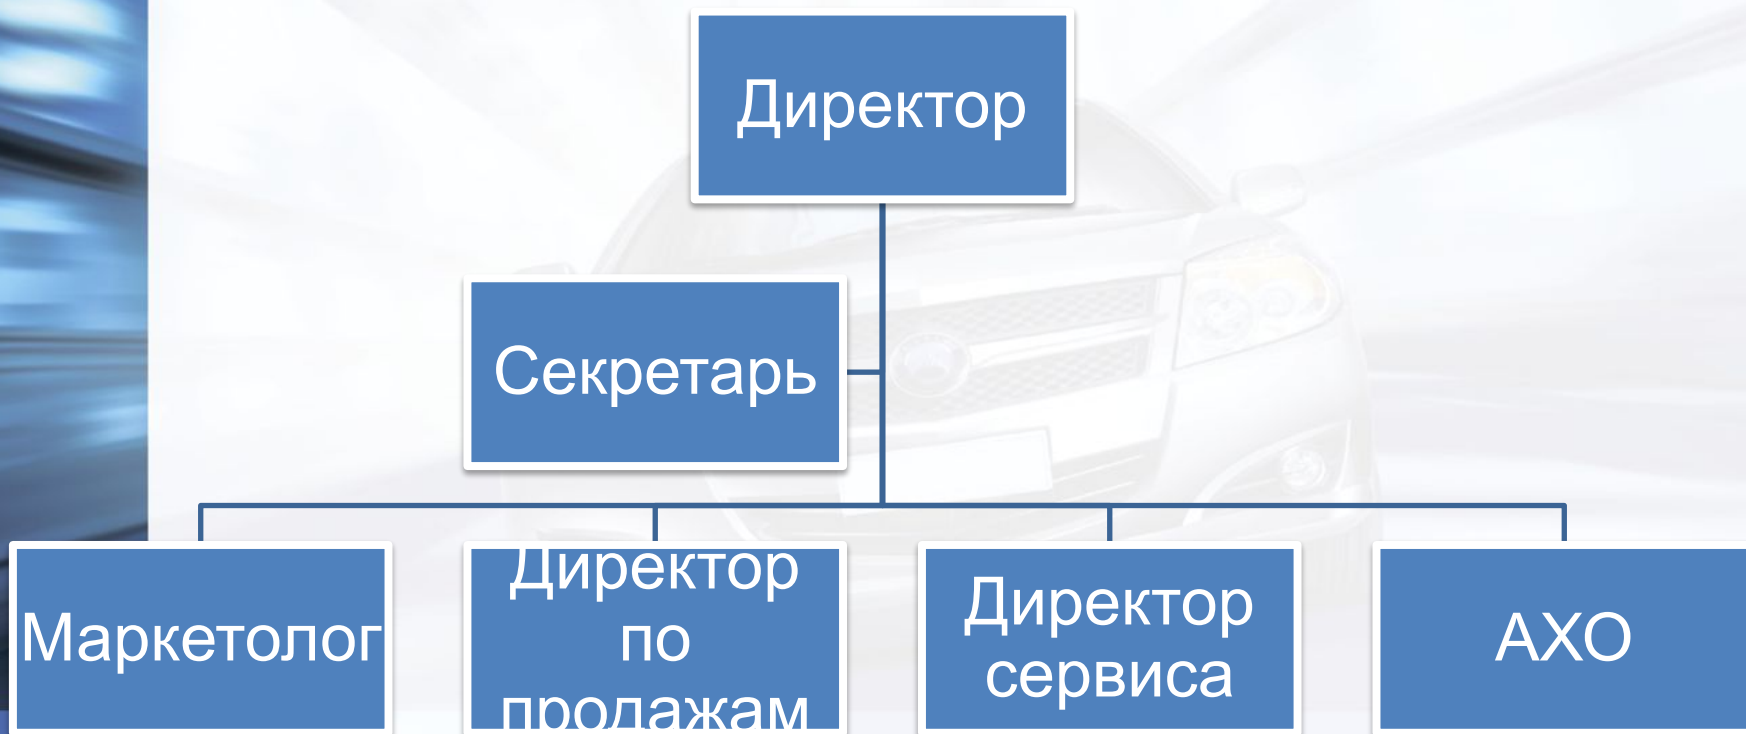 Директор
Секретарь
Маркетолог
Директор
по
продажам
Директор
сервиса
АХО